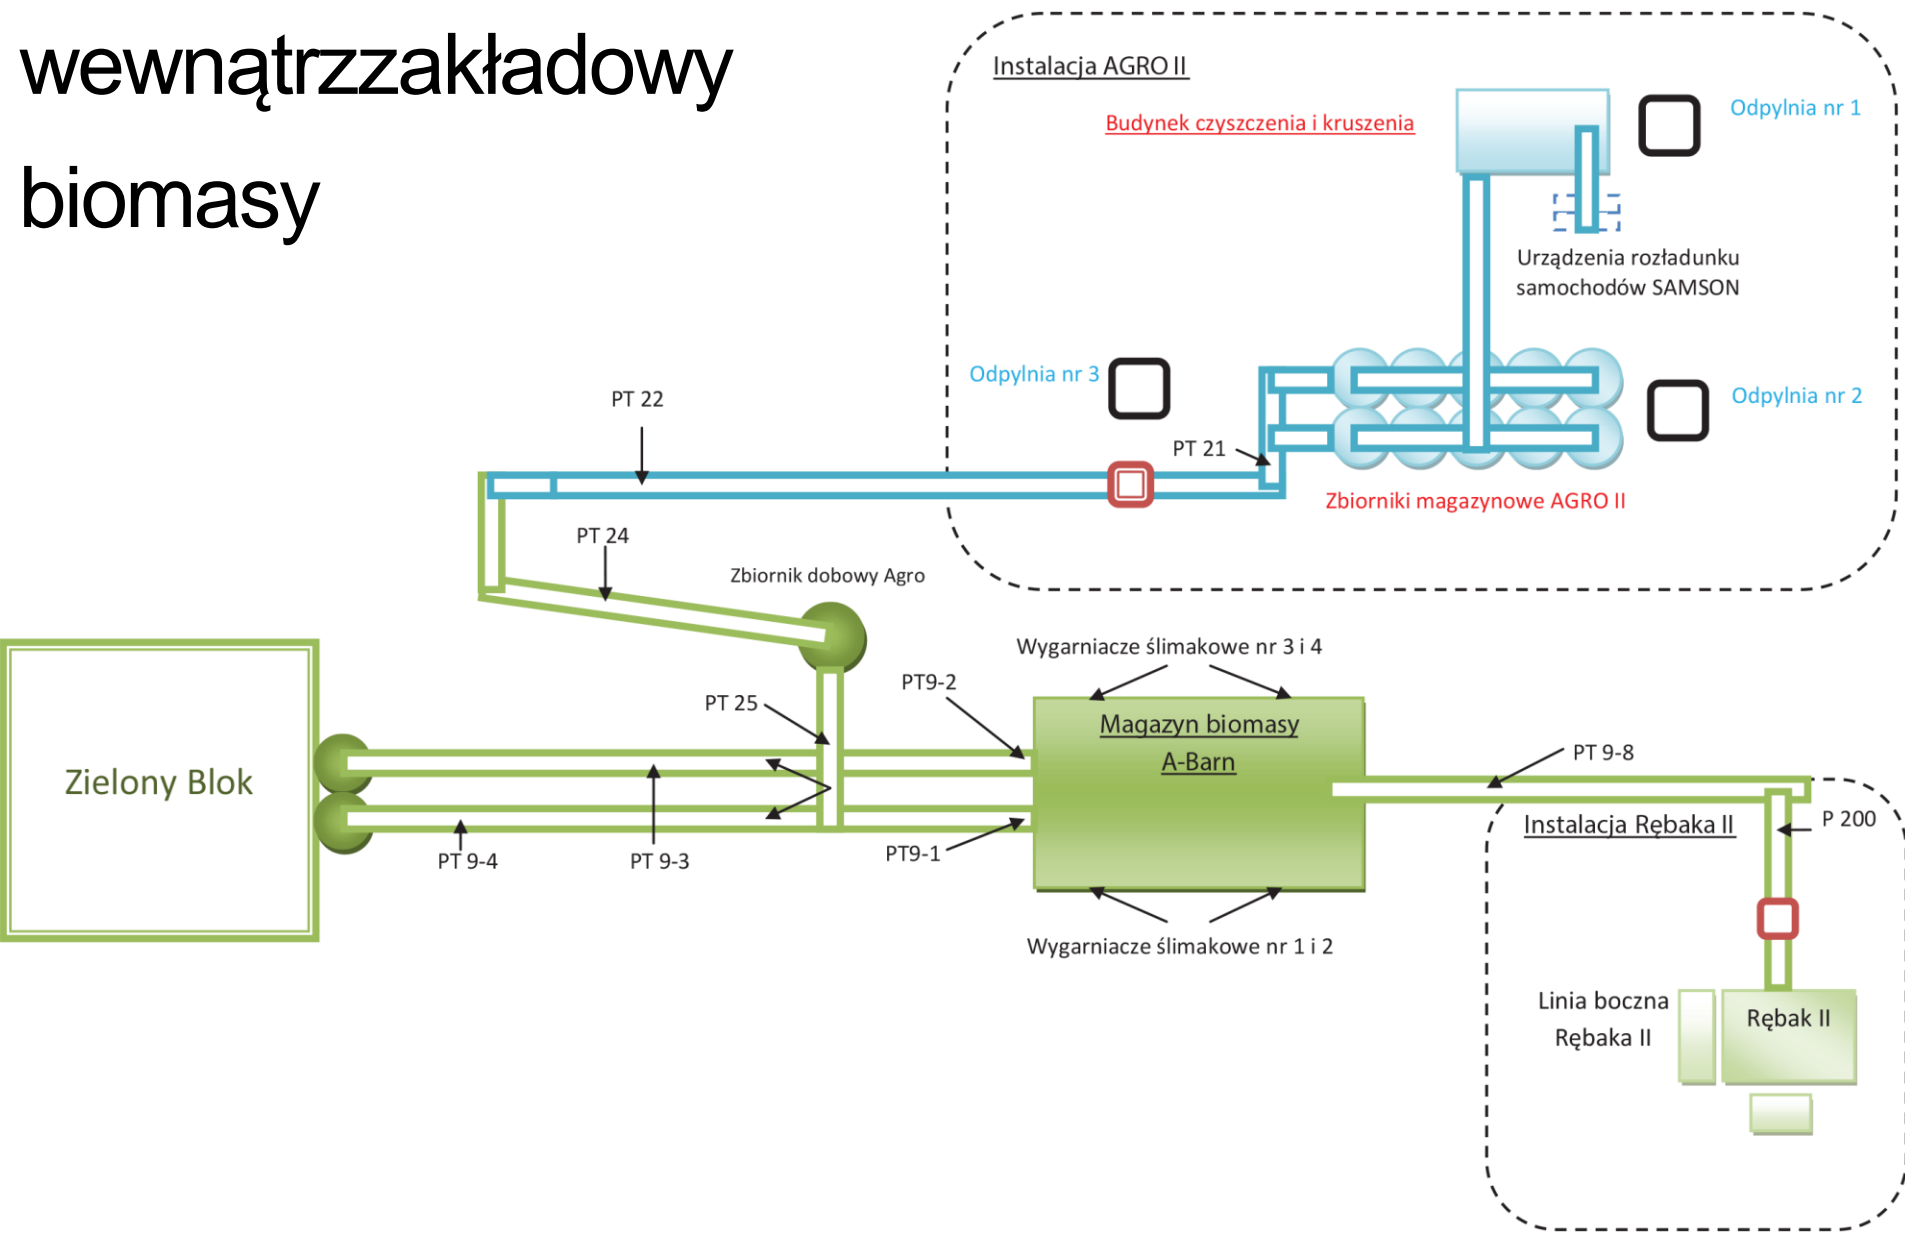 wewnątrzzakładowy
biomasy
Instalacja AGRO II
Budynek czyszczenia i kruszenia
Odpylnia nr 1
Urządzenia rozładunku
samochodów SAMSON
Odpylnia nr 3
Odpylnia nr 2
PT 22
PT 21
Zbiorniki magazynowe AGRO II
PT 24
Zbiornik dobowy Agro
Wygarniacze ślimakowe nr 3 i 4
PT9-2
PT 25
Magazyn biomasy
A-Barn
PT 9-8
Zielony Blok
Instalacja Rębaka II
P 200
PT 9-4
PT 9-3
PT9-1
Wygarniacze ślimakowe nr 1 i 2
Linia boczna
Rębaka II
Rębak II